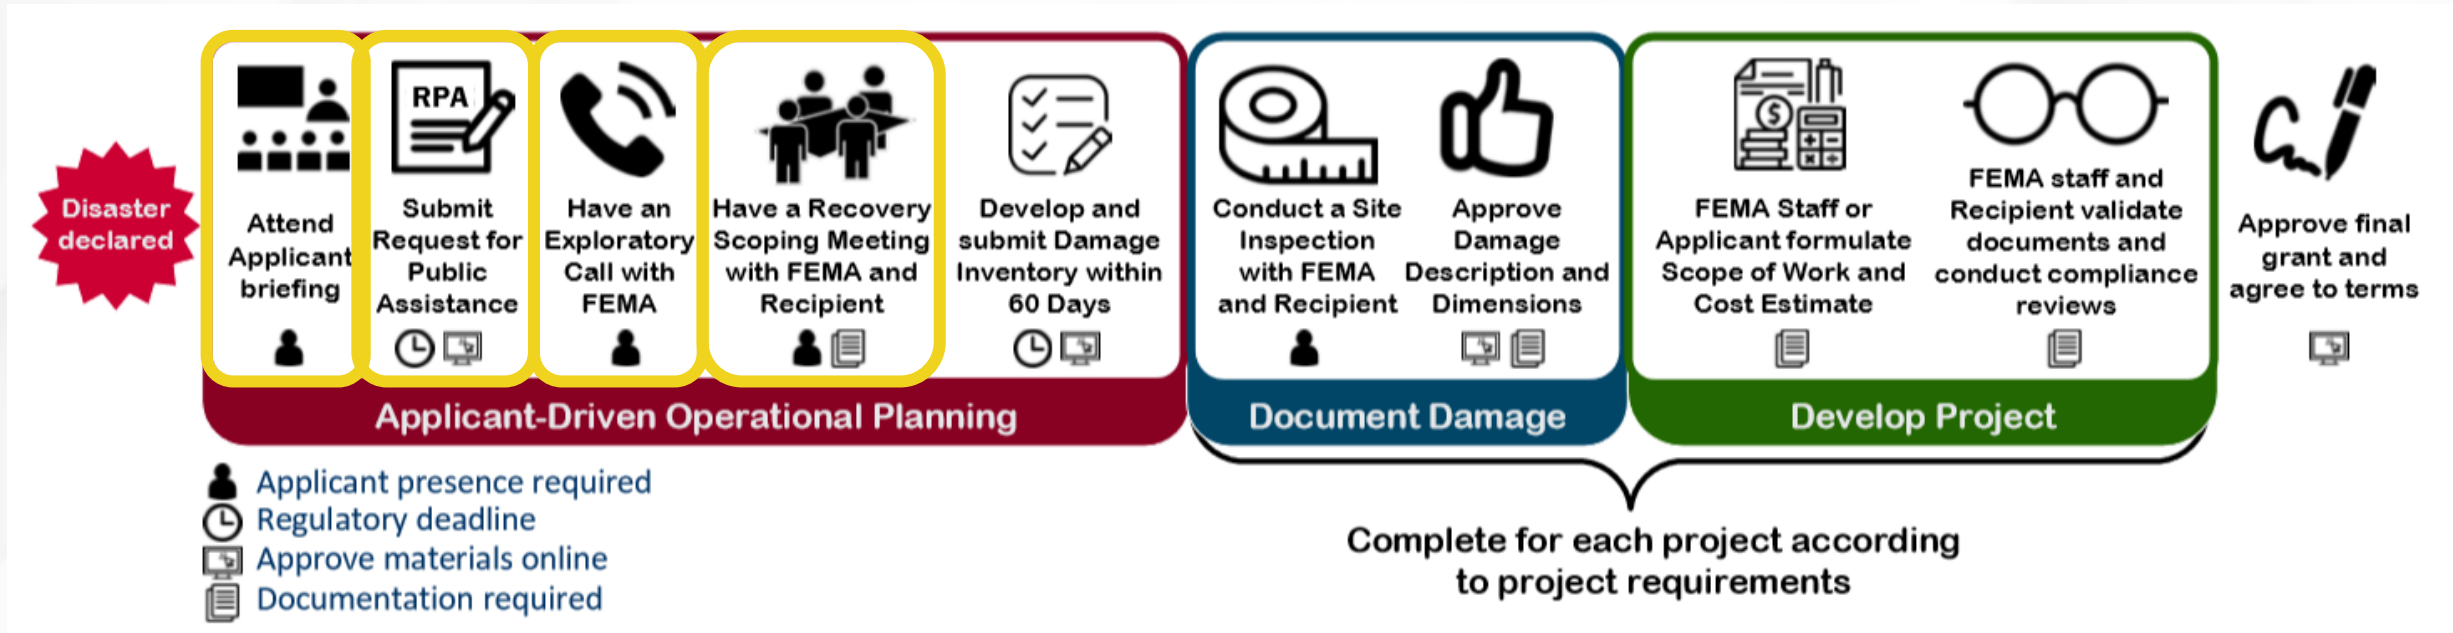 Disaster
declared
Attend
Applicant
briefing
RPA
Submit
Request for
Public
Assistance
Have an
Exploratory
Call with
FEMA
Have a Recovery
Scoping Meeting
with FEMA and
Recipient
Develop and
submit Damage
Inventory within
60 Days
Applicant-Driven Operational Planning
Conduct a Site
Inspection
with FEMA
and Recipient
Approve
Damage
Description and
Dimensions
Document Damage
FEMA Staff or
Applicant formulate
Scope of Work and
Cost Estimate
FEMA staff and
Recipient validate
documents and
conduct compliance
reviews
Develop Project
Approve final
grant and
agree to terms
Applicant presence required
Regulatory deadline
Approve materials online
Documentation required
Complete for each project according
to project requirements